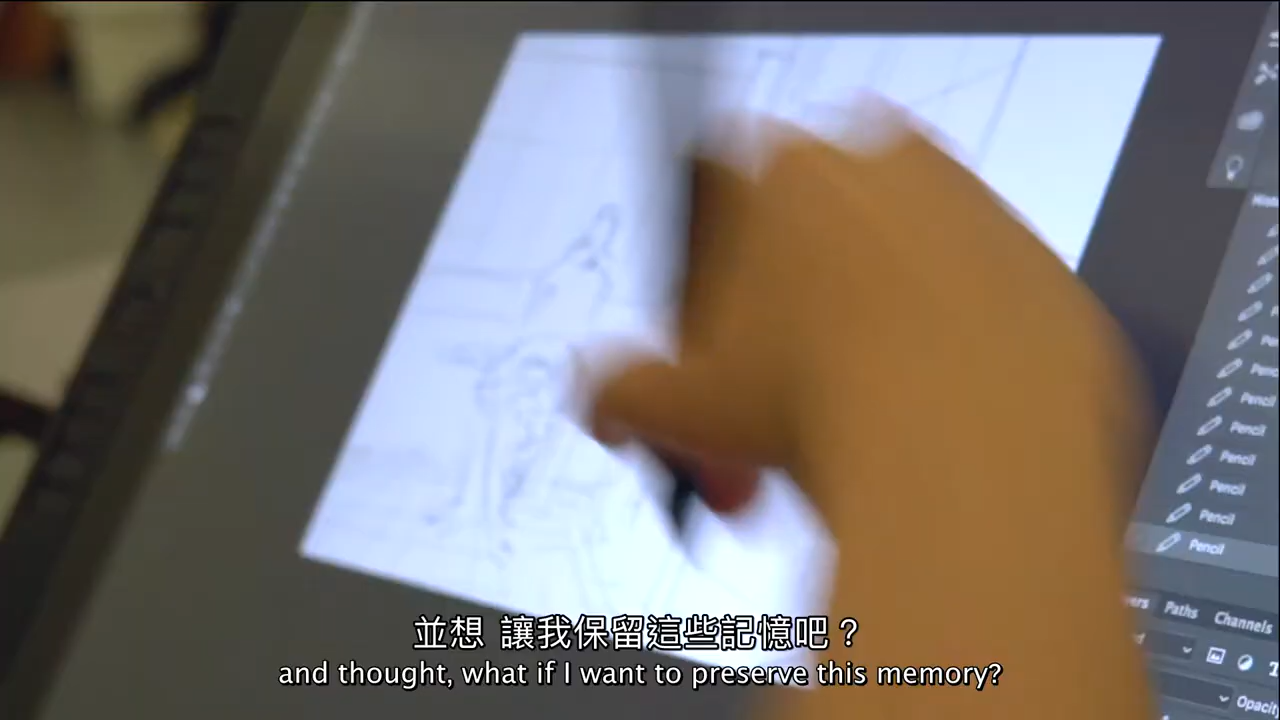 Pencil
Pencil
Pencil
Pencil
Pencil
Pencil
Paths
Channels
並想 讓我保留這些記憶吧？
and thought, what if I want to preserve this memory?